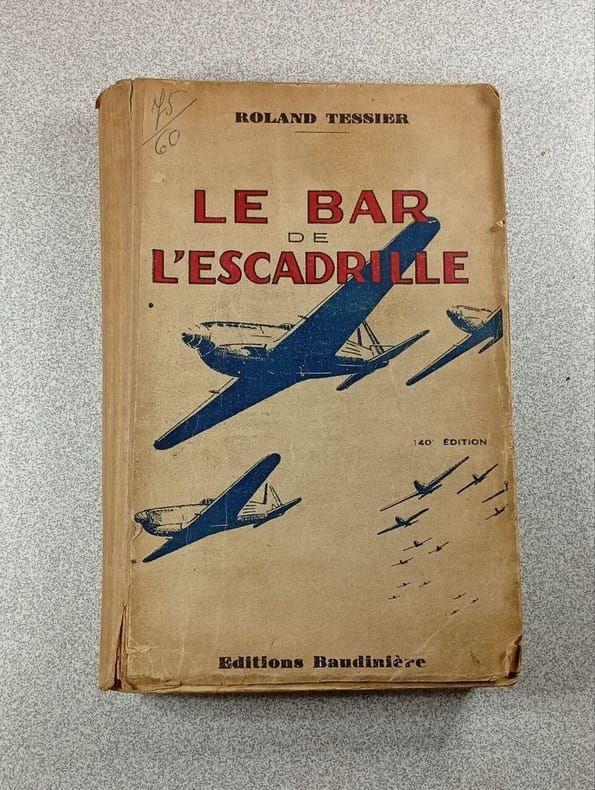 75
60
ROLAND TESSIER
LE BAR
DE
L'ESCADRILLE
140e ÉDITION
Editions Baudinière